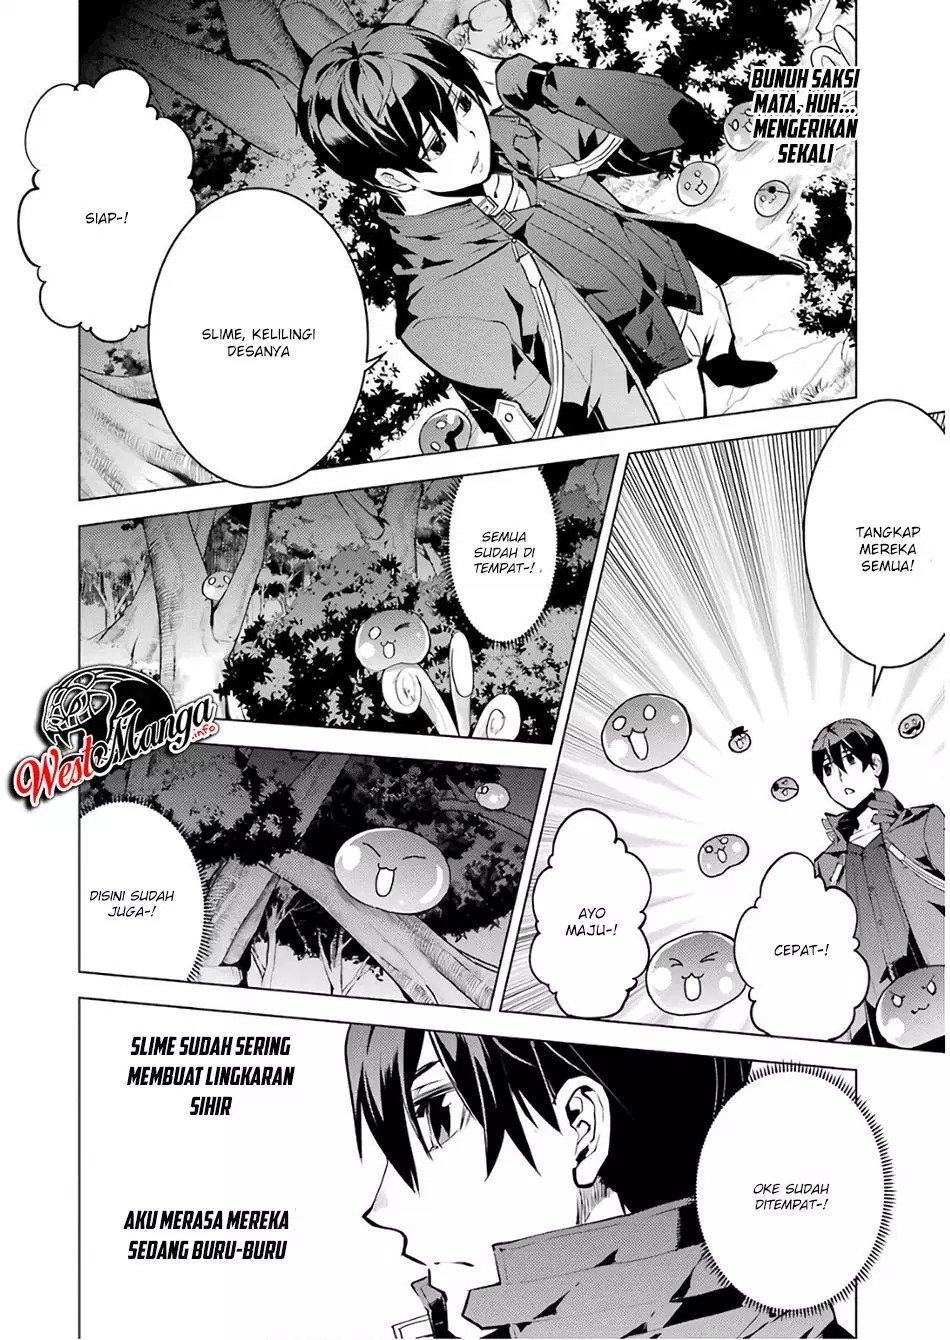 BUNUH SAKSI
MATA, HUH...
MENGERIKAN
SEKALI
SIAP-!
SLIME, KELILINGI
DESANYA
TANGKAP
MEREKA
SEMUA!
SEMUA
SUDAH DI
TEMPAT-!
WestManga
.info
AYO
MAJU-!
CEPAT-!
DISINI SUDAH
JUGA-!
SLIME SUDAH SERING
MEMBUAT LINGKARAN
SIHIR
OKE SUDAH
DITEMPAT-!
AKU MERASA MEREKA
SEDANG BURU-BURU